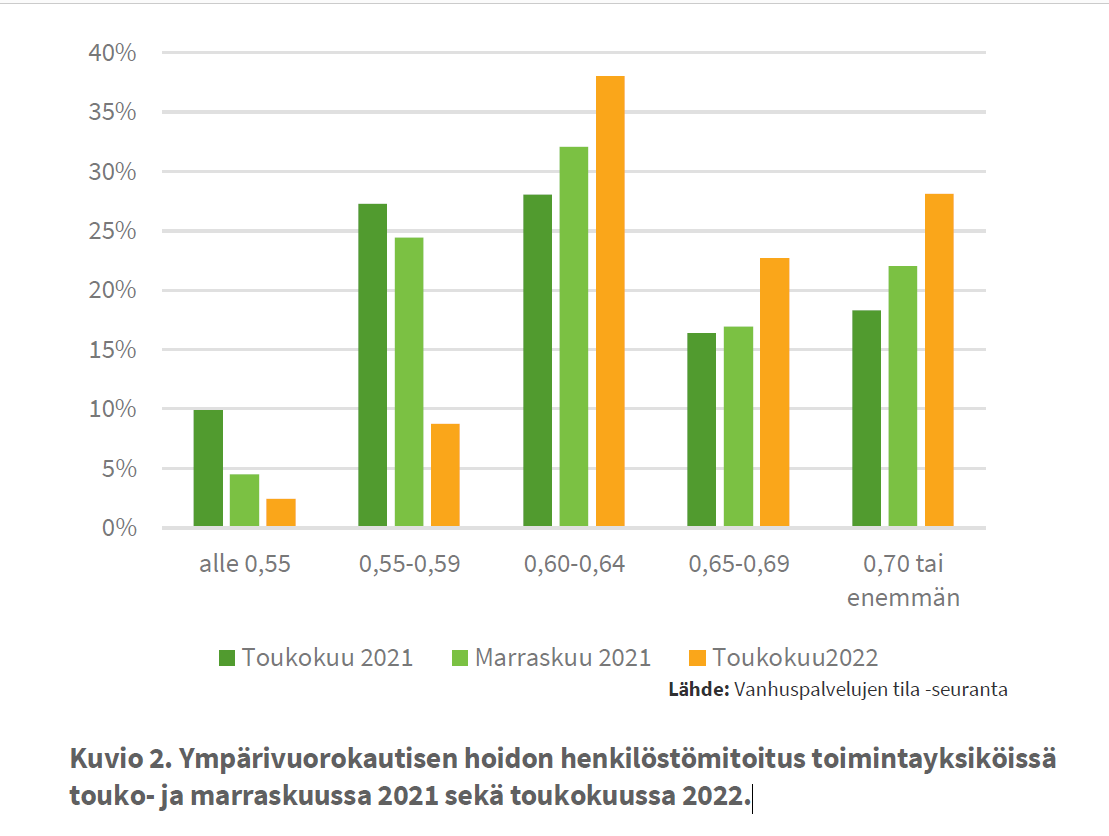 40%
35%
30%
25%
20%
15%
10%
5%
0%
alle 0,55
0,55-0,59
0,60-0,64
0,65-0,69
0,70 tai
enemmän
Toukokuu 2021
Marraskuu 2021
Toukokuu2022
Lähde: Vanhuspalvelujen tila -seuranta
Kuvio 2. Ympärivuorokautisen hoidon henkilöstömitoitus toimintayksiköissä
touko- ja marraskuussa 2021 sekä toukokuussa 2022.